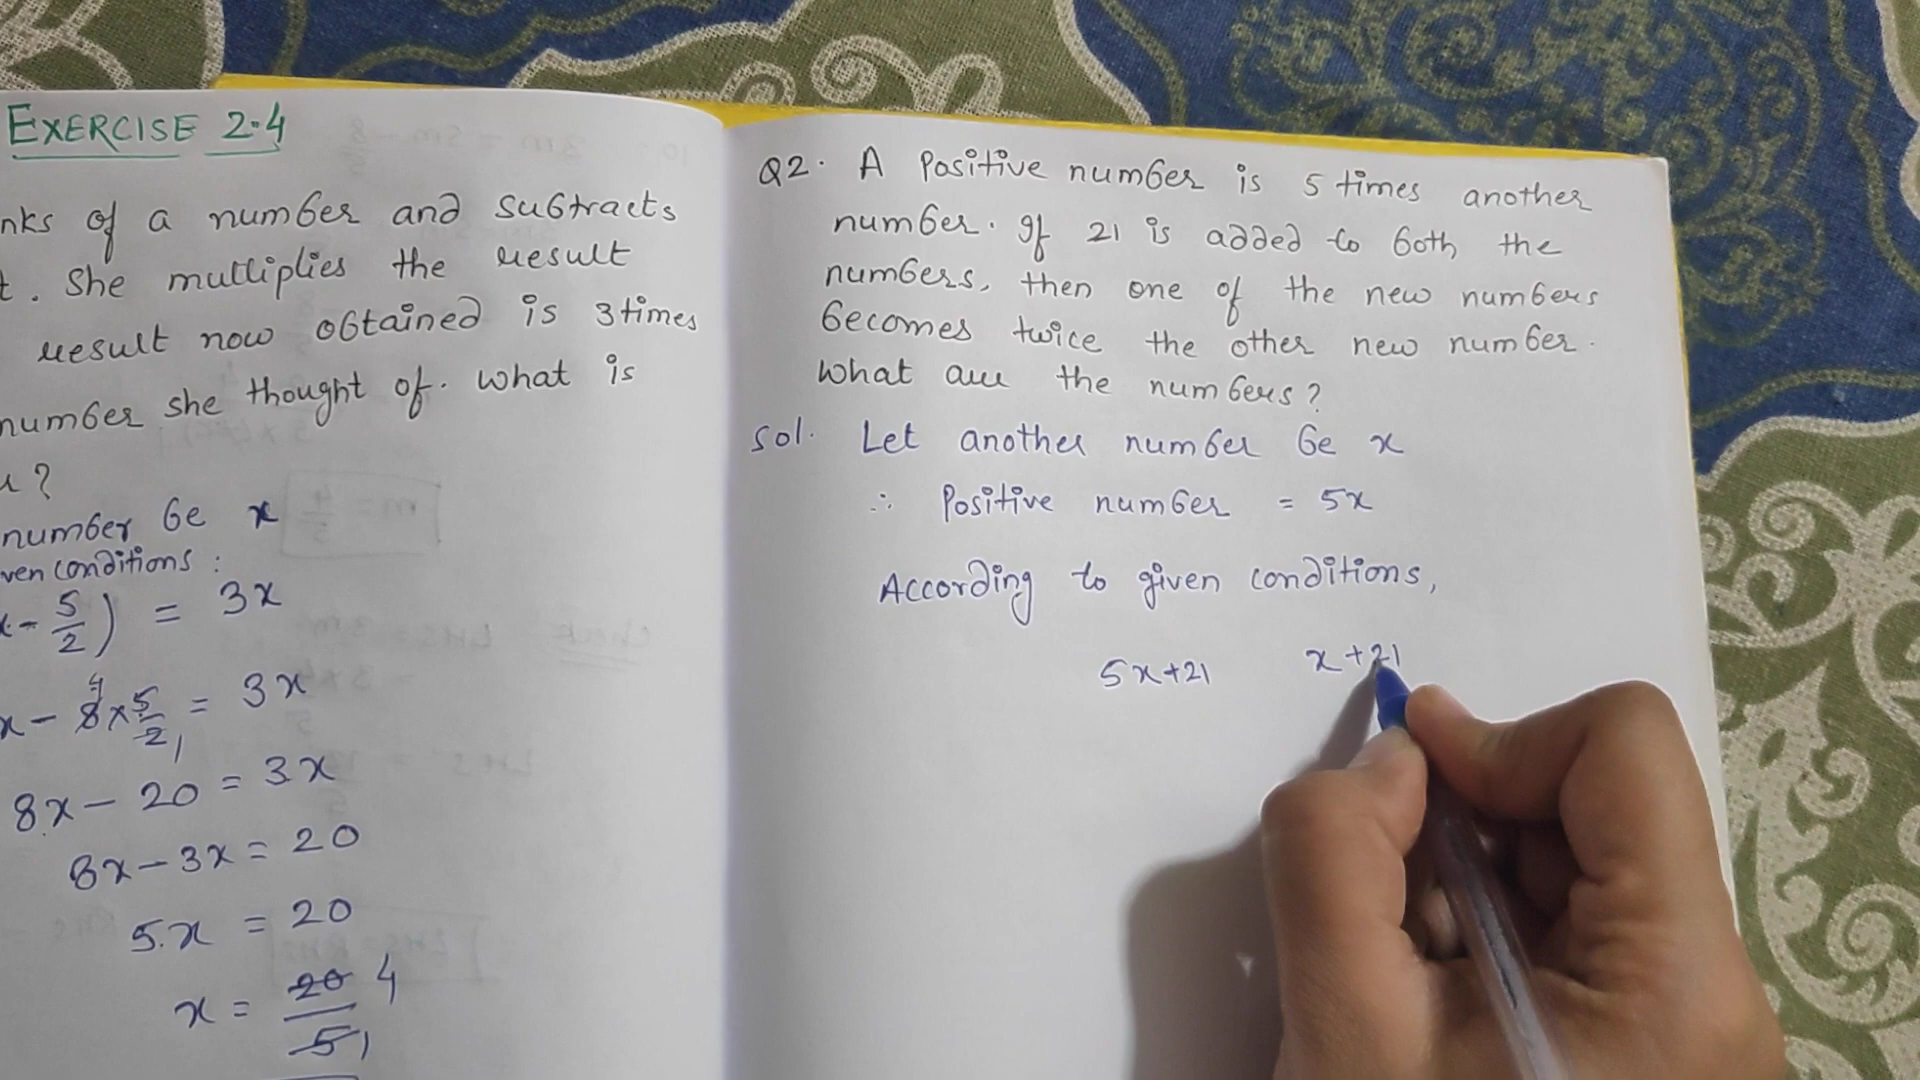 EXERCISE 2.4
nks of a number and subtracts
t. She multiplies the result
result now obtained is 3 times
number she thought of. what is
?
number be x
ven conditions :
x - 5/2) = 3x
x - 8 4 × 5/2 1 = 3x
8x - 20 = 3x
8x - 3x = 20
5x = 20
x = 20 4 / 5 1
Q2. A Positive number is 5 times another
number. If 21 is added to both the
numbers, then one of the new numbers
becomes twice the other new number.
What are the numbers?
Sol. Let another number be x
∴ Positive number = 5x
According to given conditions,
5x+21 x+21